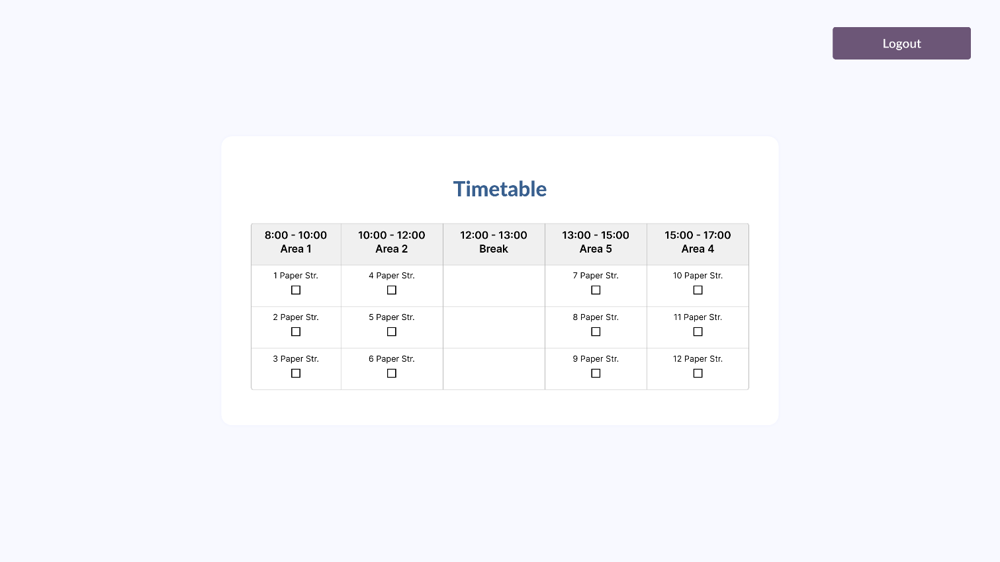 Logout
Timetable
8:00 - 10:00 10:00 - 12:00 12:00 - 13:00 13:00 - 15:00 15:00 - 17:00
Area 1 Area 2 Break Area 5 Area 4
1 Paper Str. 4 Paper Str. 7 Paper Str. 10 Paper Str.
2 Paper Str. 5 Paper Str. 8 Paper Str. 11 Paper Str.
3 Paper Str. 6 Paper Str. 9 Paper Str. 12 Paper Str.